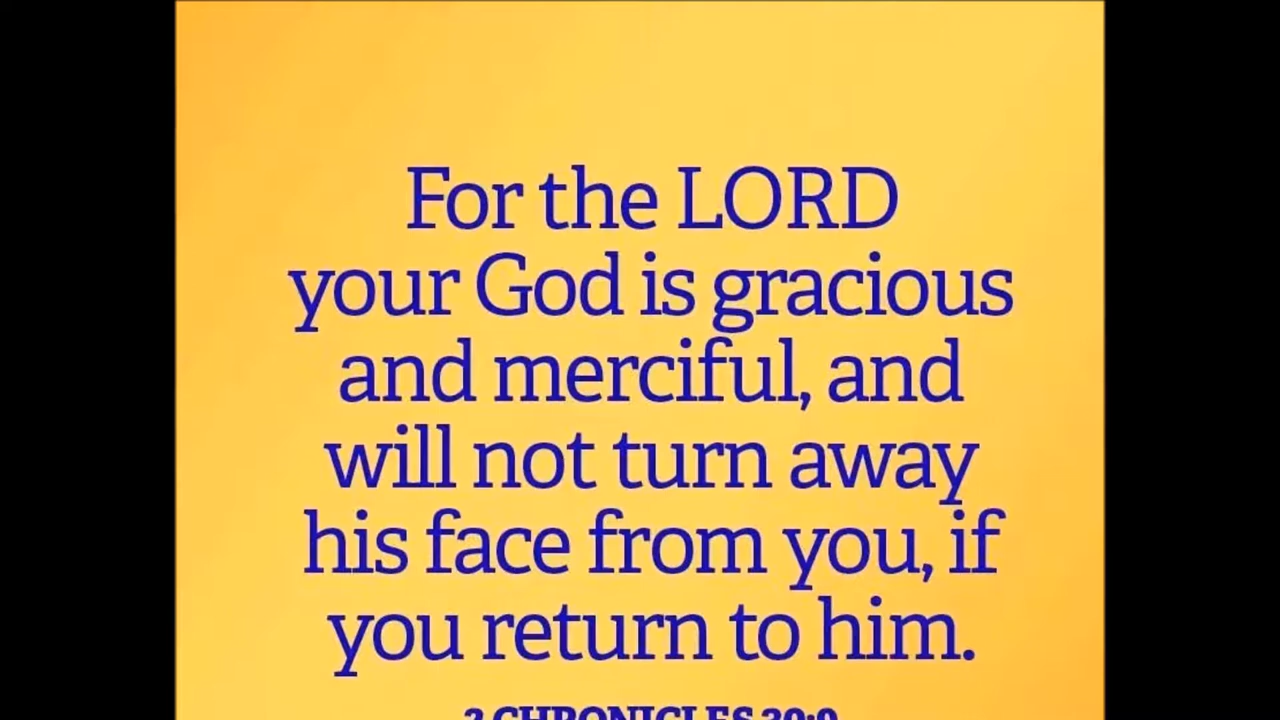 For the LORD
your God is gracious
and merciful, and
will not turn away
his face from you, if
you return to him.
CHRONICLES